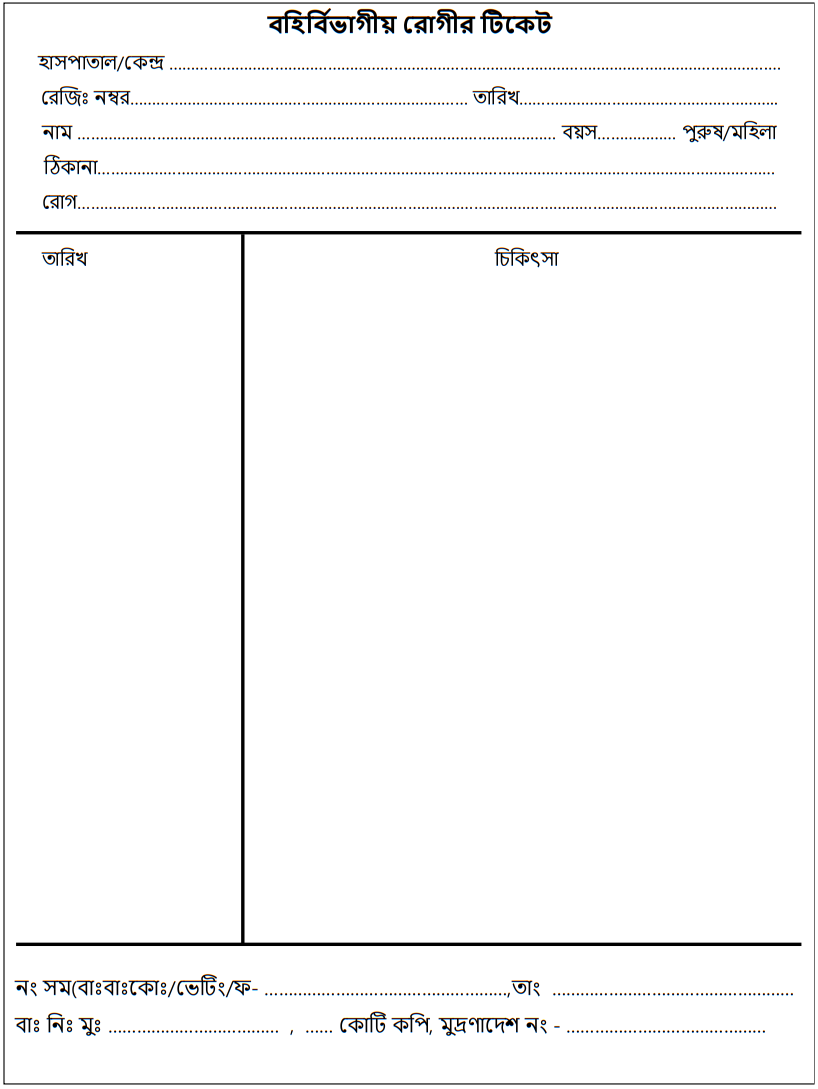 বহির্বিভাগীয় রোগীর টিকেট
হাসপাতাল/কেন্দ্র ........................................................................................................................
রেজিঃ নম্বর................................................................ তারিখ.................................................
নাম .......................................................................................... বয়স................ পুরুষ/মহিলা
ঠিকানা.................................................................................................................................
রোগ.....................................................................................................................................
তারিখ চিকিৎসা
নং সম(বাঃবাঃকোঃ/ভেটিং/ফ- ..............................................,তাং ..............................................
বাঃ নিঃ মুঃ ................................. , ...... কোটি কপি, মুদ্রণাদেশ নং - ......................................